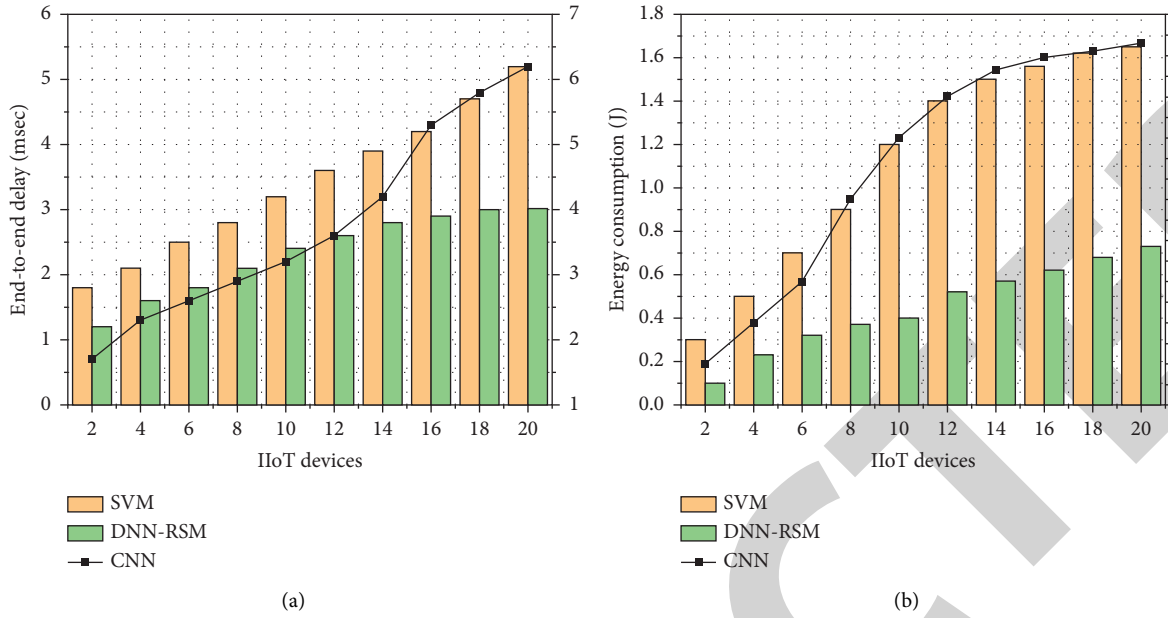 End-to-end delay (msec)
6
5
4
3
2
1
0
7
6
5
4
3
2
1
2 4 6 8 10 12 14 16 18 20
IIoT devices
SVM
DNN-RSM
CNN
(a)
Energy consumption (J)
1.8
1.6
1.4
1.2
1.0
0.8
0.6
0.4
0.2
0.0
2 4 6 8 10 12 14 16 18 20
IIoT devices
SVM
DNN-RSM
CNN
(b)